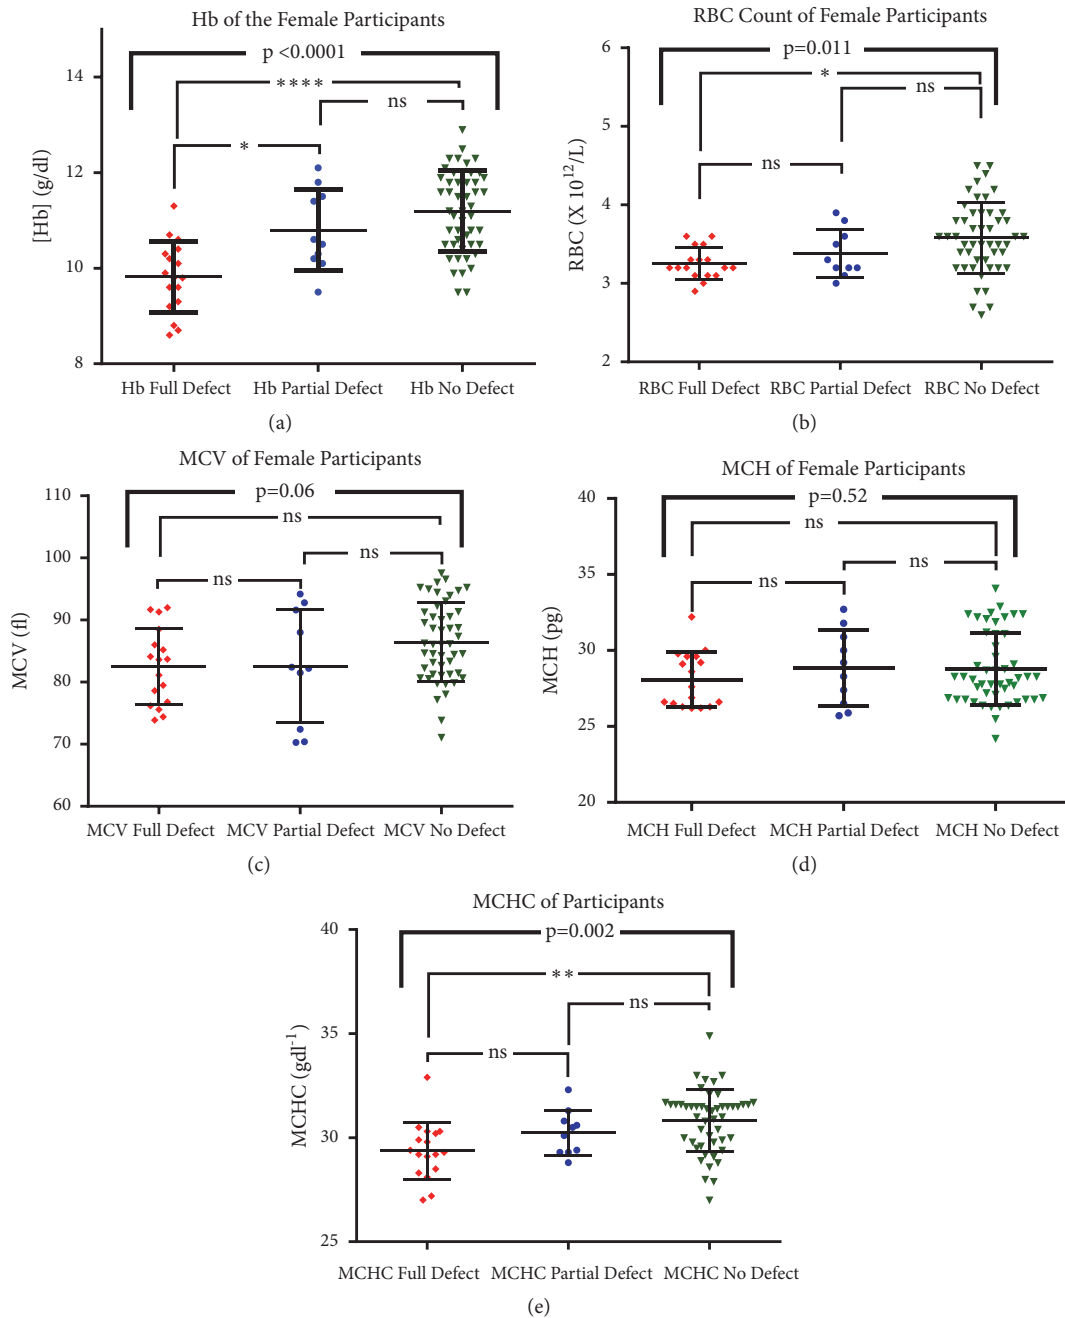 Hb of the Female Participants
p <0.0001
****
ns
*
[Hb] (g/dl)
14
12
10
8
Hb Full Defect Hb Partial Defect Hb No Defect
(a)
RBC Count of Female Participants
p=0.011
*
ns
ns
RBC (X 10^12/L)
6
5
4
3
2
RBC Full Defect RBC Partial Defect RBC No Defect
(b)
MCV of Female Participants
p=0.06
ns
ns
ns
MCV (fl)
110
100
90
80
70
60
MCV Full Defect MCV Partial Defect MCV No Defect
(c)
MCH of Female Participants
p=0.52
ns
ns
ns
MCH (pg)
40
35
30
25
20
MCH Full Defect MCH Partial Defect MCH No Defect
(d)
MCHC of Participants
p=0.002
**
ns
ns
MCHC (gdl^-1)
40
35
30
25
MCHC Full Defect MCHC Partial Defect MCHC No Defect
(e)